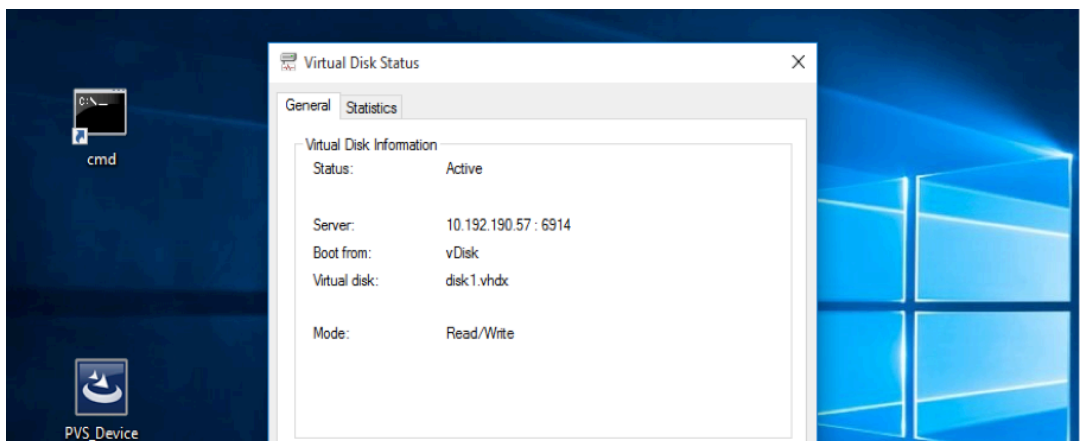 Virtual Disk Status
General Statistics
C:\_
cmd
Virtual Disk Information
Status: Active
Server: 10.192.190.57 : 6914
Boot from: vDisk
Virtual disk: disk1.vhdx
Mode: Read/Write
PVS_Device